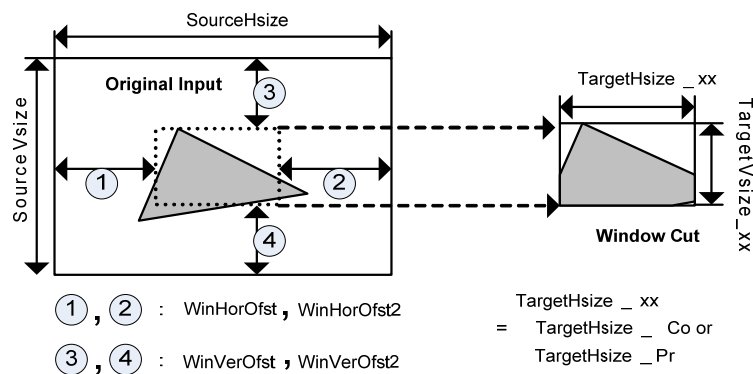 SourceHsize
Original Input
SourceVsize
3
1
2
4
TargetHsize _ xx
TargetVsize_xx
Window Cut
1 , 2 : WinHorOfst , WinHorOfst2
3 , 4 : WinVerOfst , WinVerOfst2
TargetHsize _ xx
= TargetHsize _ Co or
TargetHsize _Pr